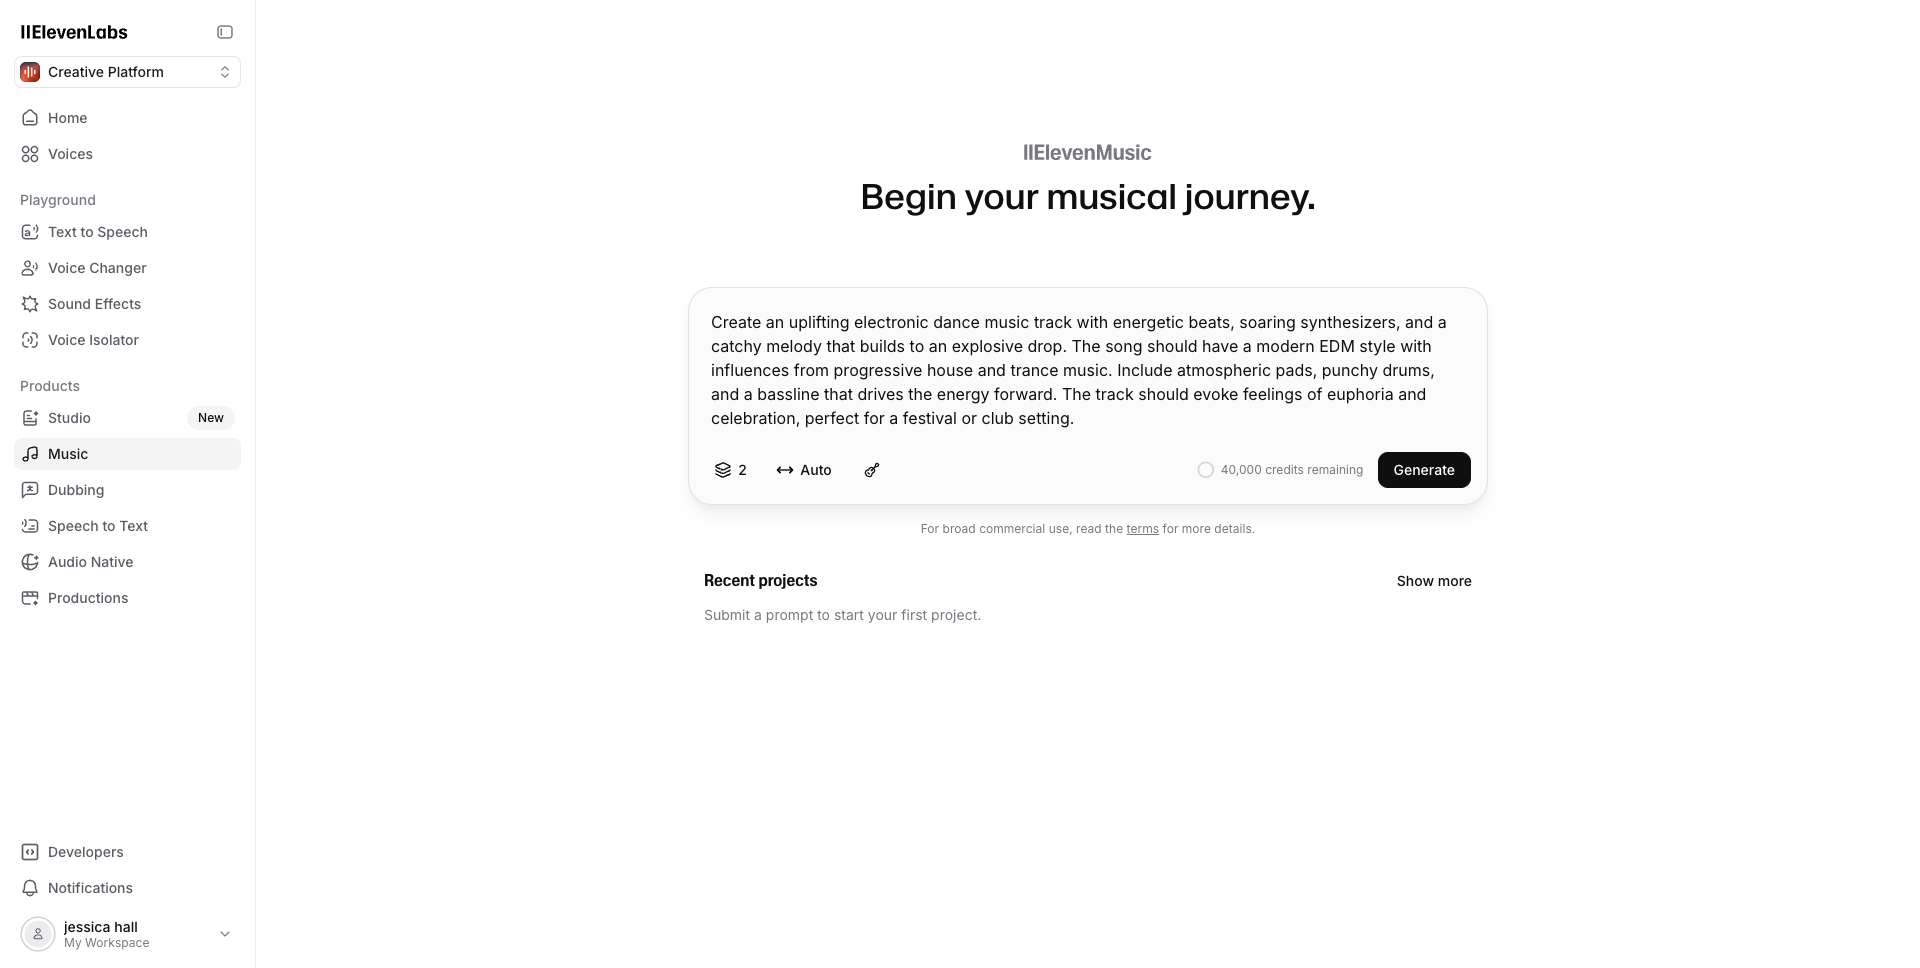 IIElevenLabs
Creative Platform
Home
Voices
Playground
Text to Speech
Voice Changer
Sound Effects
Voice Isolator
Products
Studio New
Music
Dubbing
Speech to Text
Audio Native
Productions
Developers
Notifications
jessica hall
My Workspace
IIElevenMusic
Begin your musical journey.
Create an uplifting electronic dance music track with energetic beats, soaring synthesizers, and a
catchy melody that builds to an explosive drop. The song should have a modern EDM style with
influences from progressive house and trance music. Include atmospheric pads, punchy drums,
and a bassline that drives the energy forward. The track should evoke feelings of euphoria and
celebration, perfect for a festival or club setting.
2 Auto 40,000 credits remaining Generate
For broad commercial use, read the terms for more details.
Recent projects Show more
Submit a prompt to start your first project.